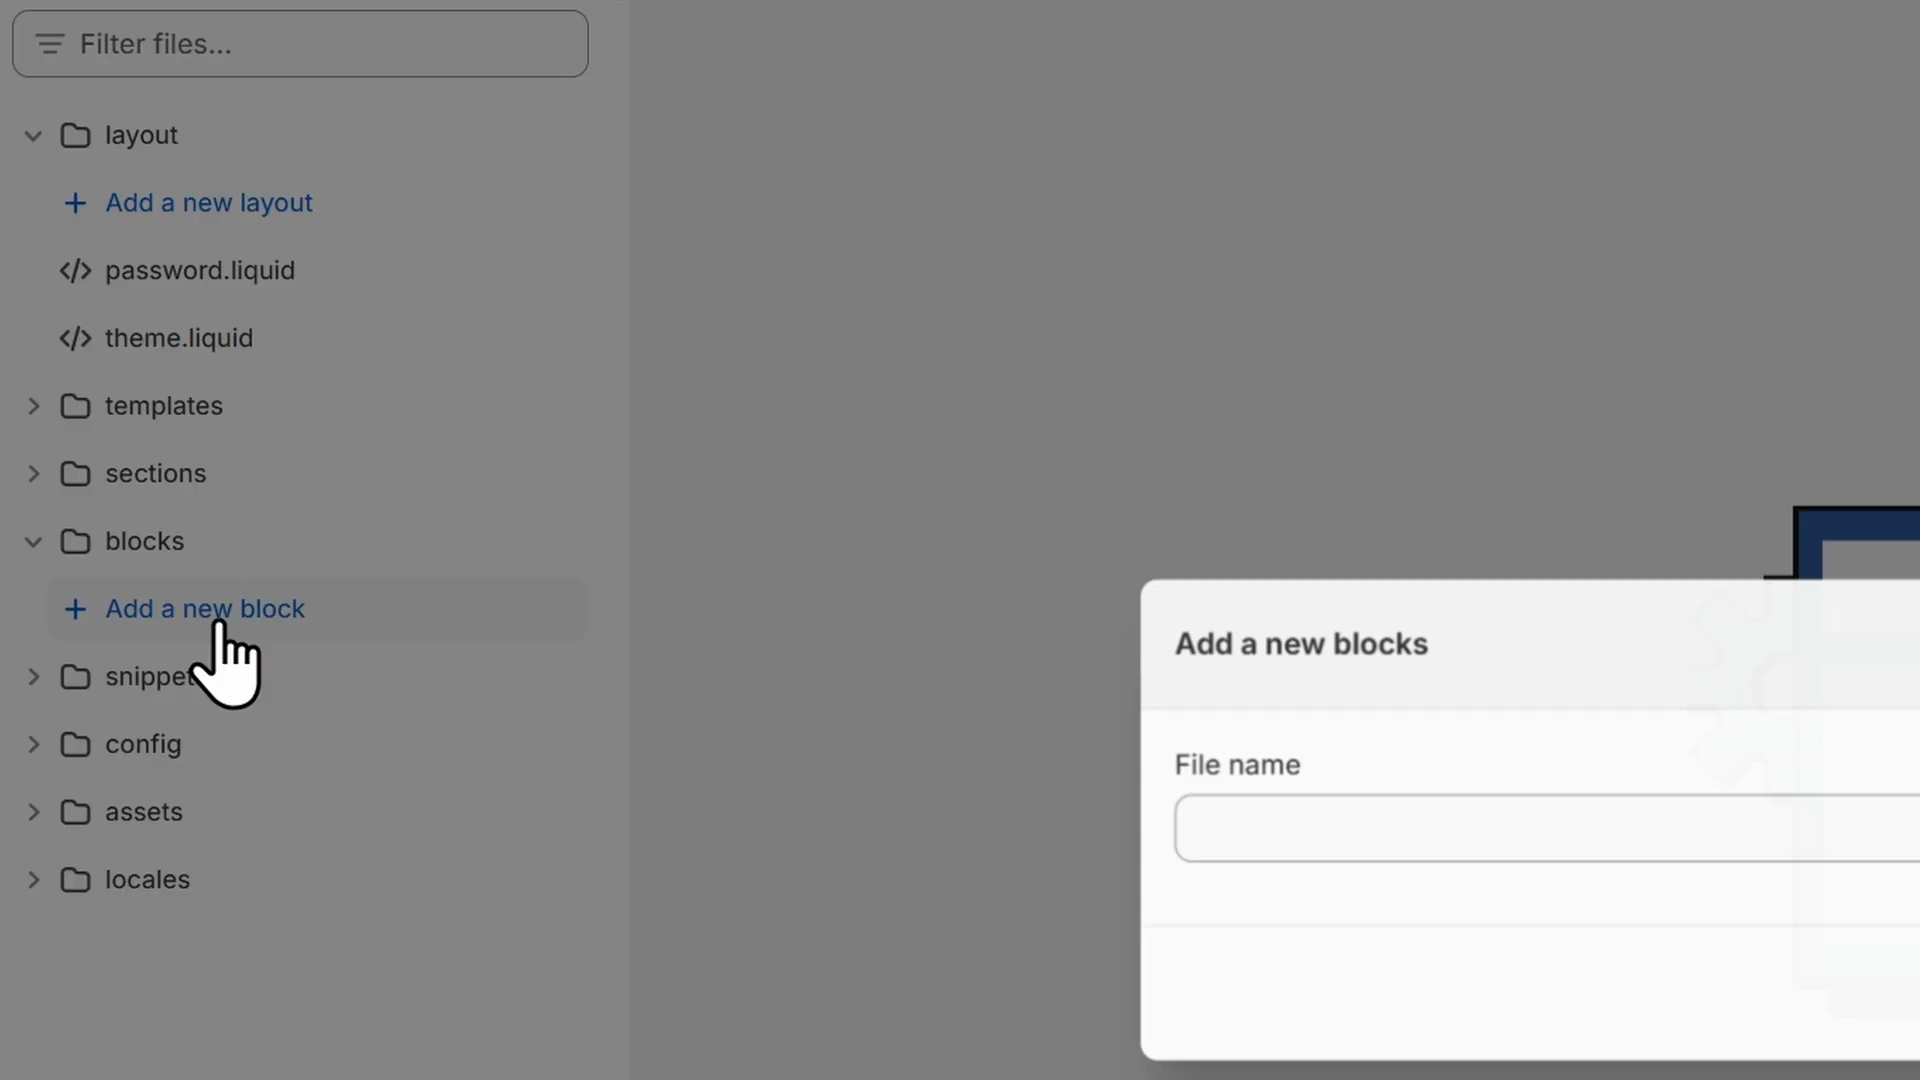 Filter files...
layout
Add a new layout
password.liquid
theme.liquid
templates
sections
blocks
Add a new block
snippet
config
assets
locales
Add a new blocks
File name